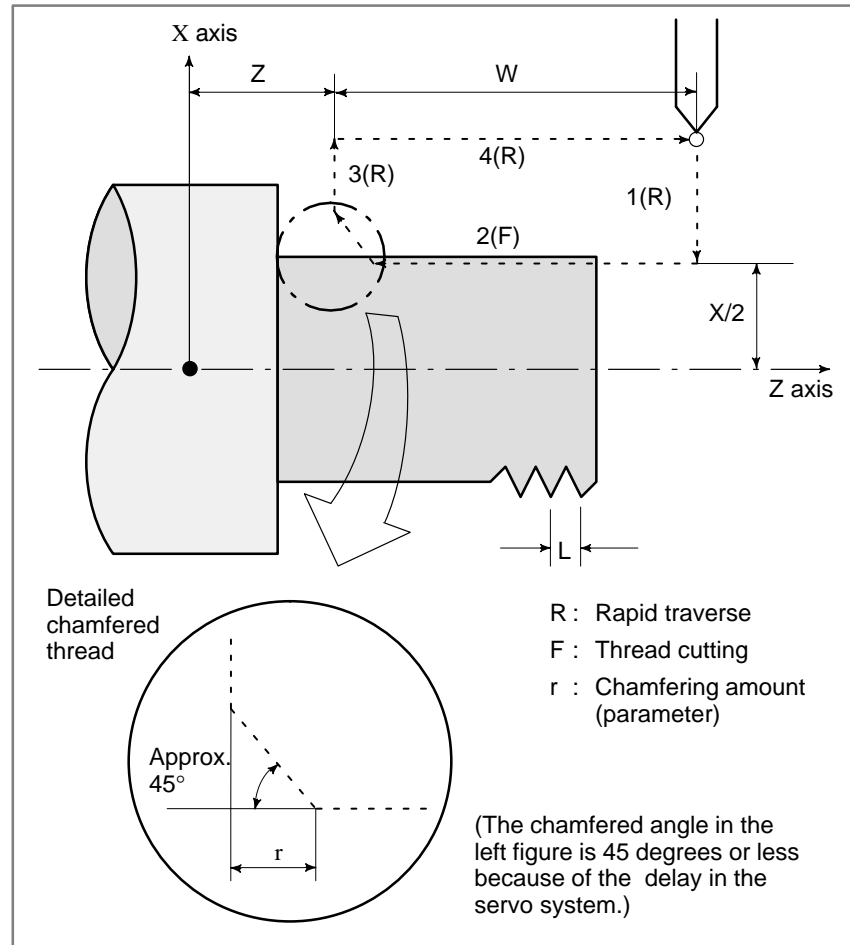 X axis
Z
W
4(R)
3(R)
1(R)
2(F)
X/2
Z axis
L
Detailed
chamfered
thread
R : Rapid traverse
F : Thread cutting
r : Chamfering amount
(parameter)
Approx.
45°
r
(The chamfered angle in the
left figure is 45 degrees or less
because of the delay in the
servo system.)